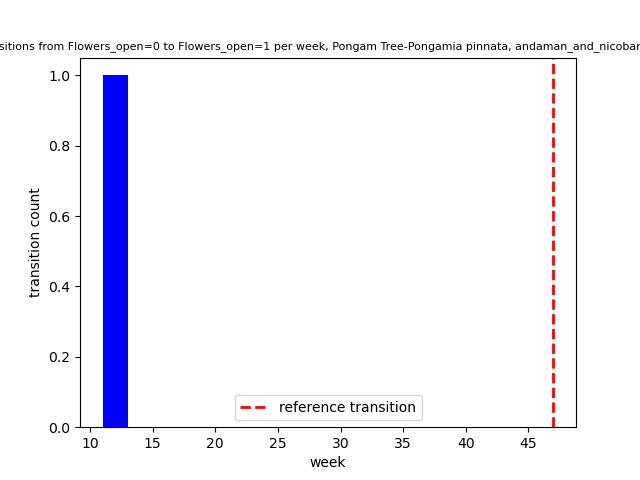 sitions from Flowers_open=0 to Flowers_open=1 per week, Pongam Tree-Pongamia pinnata, andaman_and_nicobar
1.0
0.8
0.6
0.4
0.2
0.0
transition count
reference transition
10 15 20 25 30 35 40 45
week